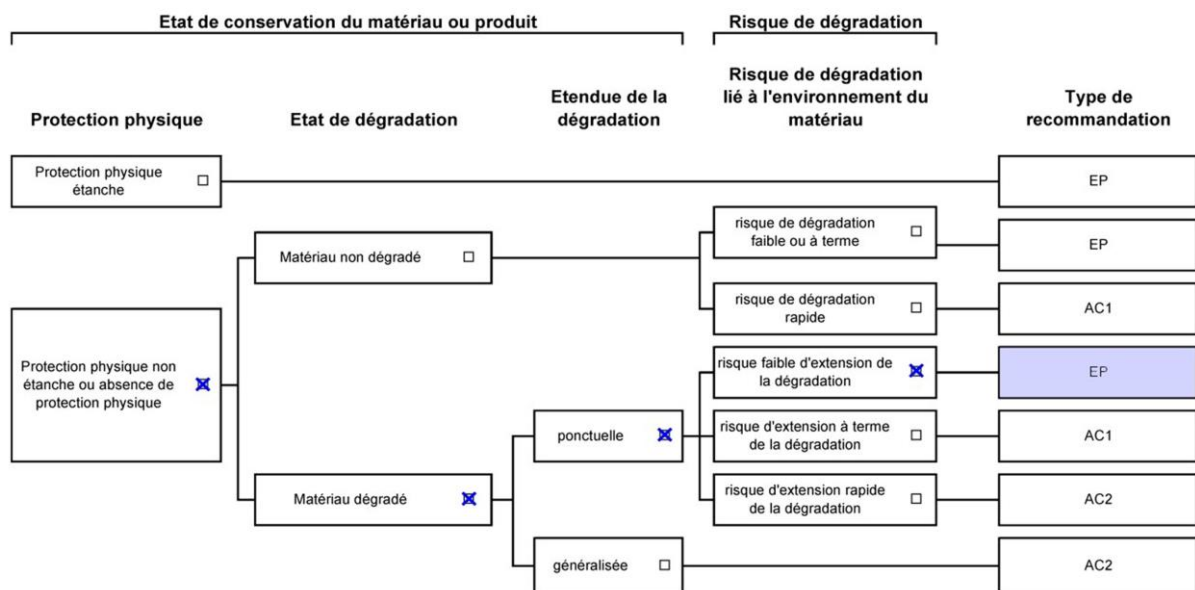 Etat de conservation du matériau ou produit
Risque de dégradation
Protection physique
Etat de dégradation
Etendue de la
dégradation
Risque de dégradation
lié à l'environnement du
matériau
Type de
recommandation
Protection physique
étanche
EP
risque de dégradation
faible ou à terme
EP
Matériau non dégradé
risque de dégradation
rapide
AC1
Protection physique non
étanche ou absence de
protection physique
risque faible d'extension de
la dégradation
EP
ponctuelle
risque d'extension à terme
de la dégradation
AC1
Matériau dégradé
risque d'extension rapide
de la dégradation
AC2
généralisée
AC2